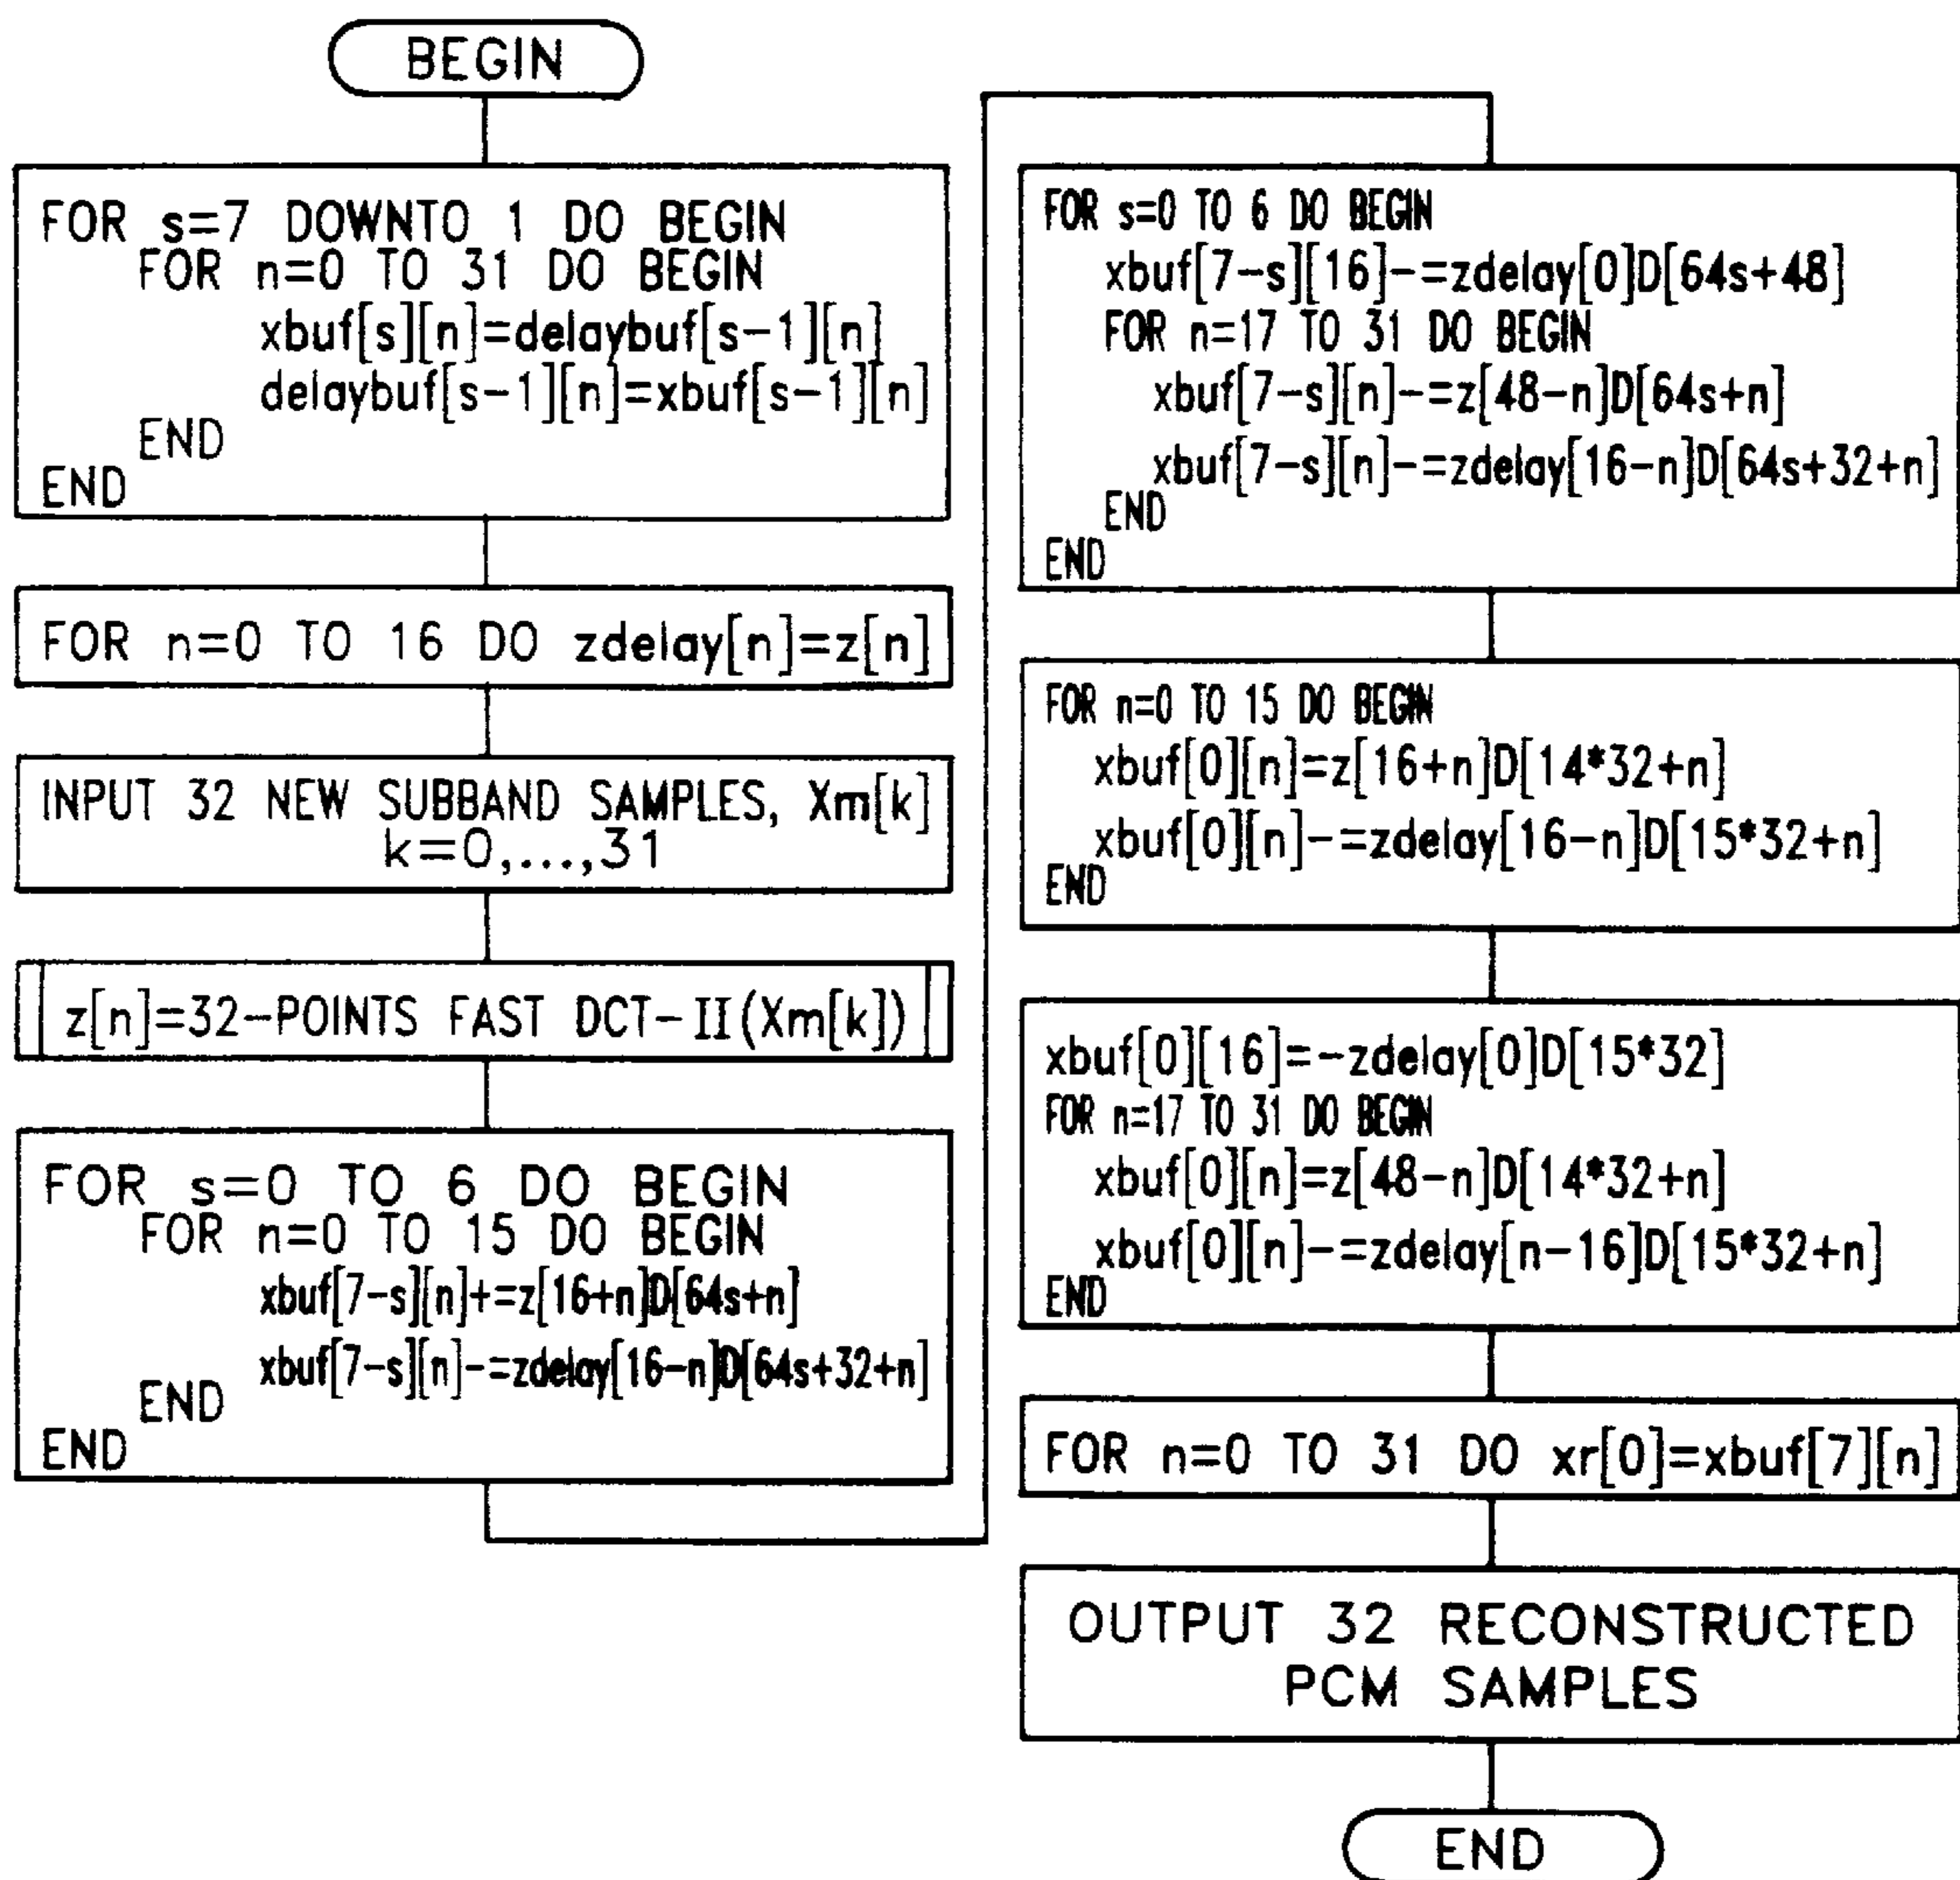 BEGIN
FOR s=7 DOWNTO 1 DO BEGIN
FOR n=0 TO 31 DO BEGIN
xbuf[s][n]=delaybuf[s-1][n]
delaybuf[s-1][n]=xbuf[s-1][n]
END
END
FOR n=0 TO 16 DO zdelay[n]=z[n]
INPUT 32 NEW SUBBAND SAMPLES, Xm[k]
k=0,...,31
z[n]=32-POINTS FAST DCT-II(Xm[k])
FOR s=0 TO 6 DO BEGIN
FOR n=0 TO 15 DO BEGIN
xbuf[7-s][n]+=z[16+n]D[64s+n]
xbuf[7-s][n]-=zdelay[16-n]D[64s+32+n]
END
END
FOR s=0 TO 6 DO BEGIN
xbuf[7-s][16]-=zdelay[0]D[64s+48]
FOR n=17 TO 31 DO BEGIN
xbuf[7-s][n]-=z[48-n]D[64s+n]
xbuf[7-s][n]-=zdelay[16-n]D[64s+32+n]
END
END
FOR n=0 TO 15 DO BEGIN
xbuf[0][n]=z[16+n]D[14*32+n]
xbuf[0][n]-=zdelay[16-n]D[15*32+n]
END
xbuf[0][16]=-zdelay[0]D[15*32]
FOR n=17 TO 31 DO BEGIN
xbuf[0][n]=z[48-n]D[14*32+n]
xbuf[0][n]-=zdelay[n-16]D[15*32+n]
END
FOR n=0 TO 31 DO xr[0]=xbuf[7][n]
OUTPUT 32 RECONSTRUCTED
PCM SAMPLES
END